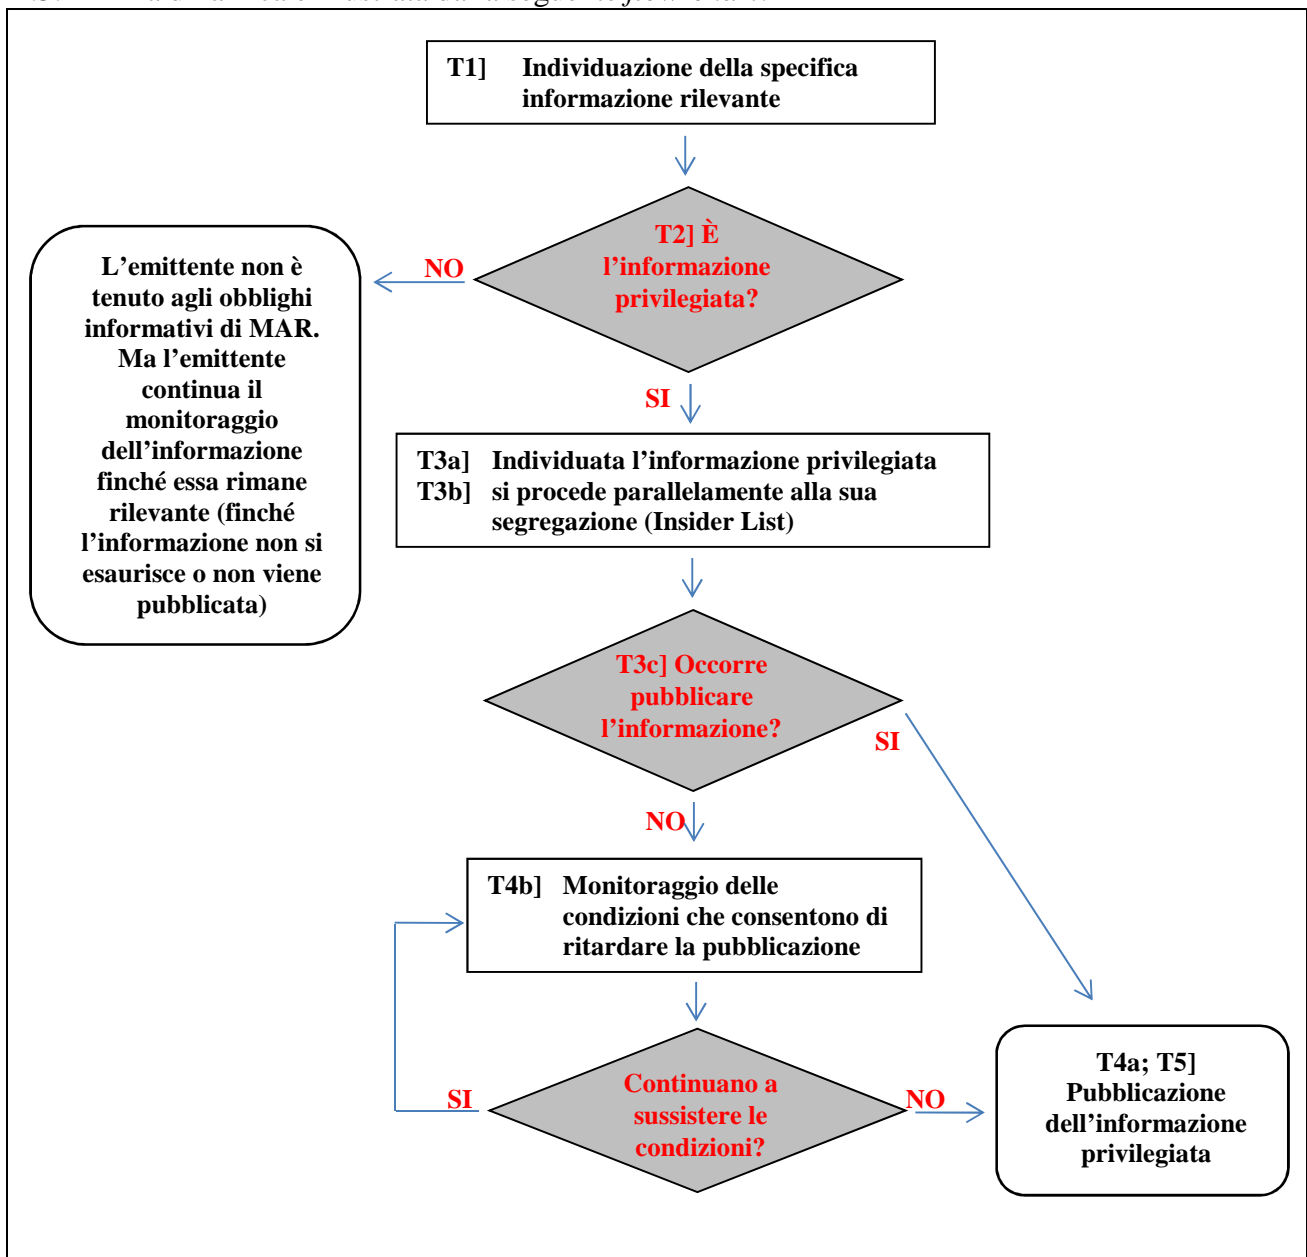 T1] Individuazione della specifica
informazione rilevante
T2] È
l’informazione
privilegiata?
NO
L’emittente non è
tenuto agli obblighi
informativi di MAR.
Ma l’emittente
continua il
monitoraggio
dell’informazione
finché essa rimane
rilevante (finché
l’informazione non si
esaurisce o non viene
pubblicata)
SI
T3a] Individuata l’informazione privilegiata
T3b] si procede parallelamente alla sua
segregazione (Insider List)
T3c] Occorre
pubblicare
l’informazione?
SI
NO
T4b] Monitoraggio delle
condizioni che consentono di
ritardare la pubblicazione
Continuano a
sussistere le
condizioni?
SI
NO
T4a; T5]
Pubblicazione
dell’informazione
privilegiata